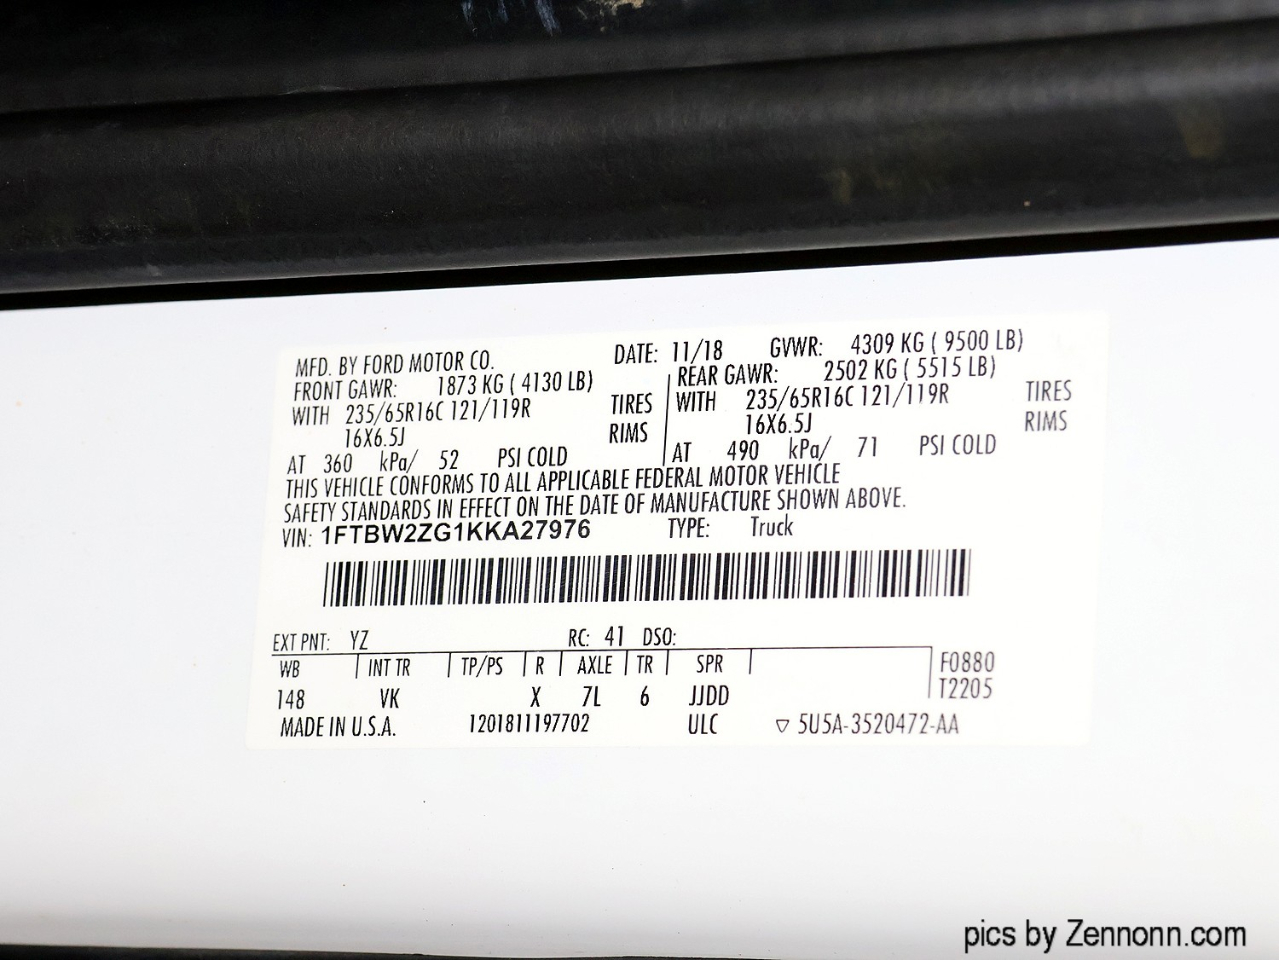 MFD. BY FORD MOTOR CO. DATE: 11/18 GVWR: 4309 KG ( 9500 LB)
FRONT GAWR: 1873 KG ( 4130 LB) REAR GAWR: 2502 KG ( 5515 LB)
WITH 235/65R16C 121/119R TIRES WITH 235/65R16C 121/119R TIRES
16X6.5J RIMS 16X6.5J RIMS
AT 360 kPa/ 52 PSI COLD AT 490 kPa/ 71 PSI COLD
THIS VEHICLE CONFORMS TO ALL APPLICABLE FEDERAL MOTOR VEHICLE
SAFETY STANDARDS IN EFFECT ON THE DATE OF MANUFACTURE SHOWN ABOVE.
VIN: 1FTBW2ZG1KKA27976 TYPE: Truck
EXT PNT: YZ RC: 41 DSO:
WB INT TR TP/PS R AXLE TR SPR F0880
148 VK X 7L 6 JJDD T2205
MADE IN U.S.A. 1201811197702 ULC ▽ 5U5A-3520472-AA
pics by Zennonn.com